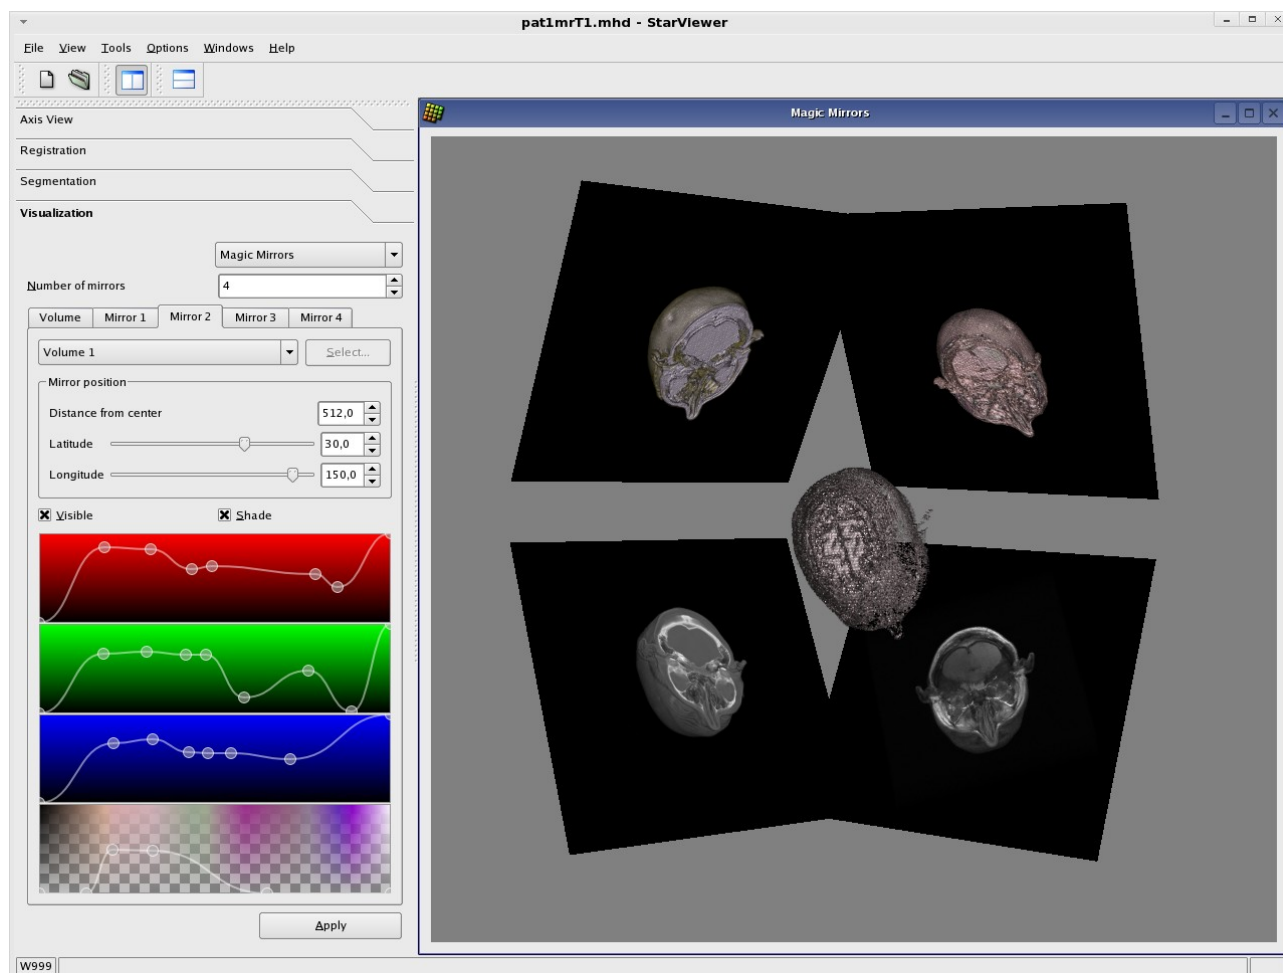 pat1mrT1.mhd - StarViewer
File View Tools Options Windows Help
Axis View
Registration
Segmentation
Visualization
Magic Mirrors
Number of mirrors 4
Volume Mirror 1 Mirror 2 Mirror 3 Mirror 4
Volume 1 Select...
Mirror position
Distance from center 512,0
Latitude 30,0
Longitude 150,0
Visible Shade
Apply
W999
Magic Mirrors